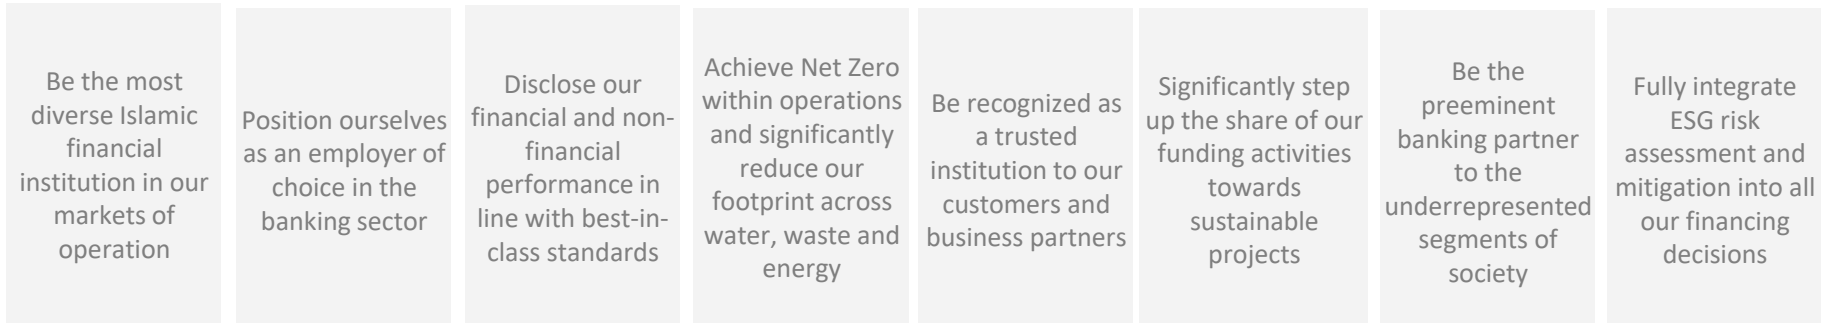 Be the most
diverse Islamic
financial
institution in our
markets of
operation
Position ourselves
as an employer of
choice in the
banking sector
Disclose our
financial and non-
financial
performance in
line with best-in-
class standards
Achieve Net Zero
within operations
and significantly
reduce our
footprint across
water, waste and
energy
Be recognized as
a trusted
institution to our
customers and
business partners
Significantly step
up the share of our
funding activities
towards
sustainable
projects
Be the
preeminent
banking partner
to the
underrepresented
segments of
society
Fully integrate
ESG risk
assessment and
mitigation into all
our financing
decisions